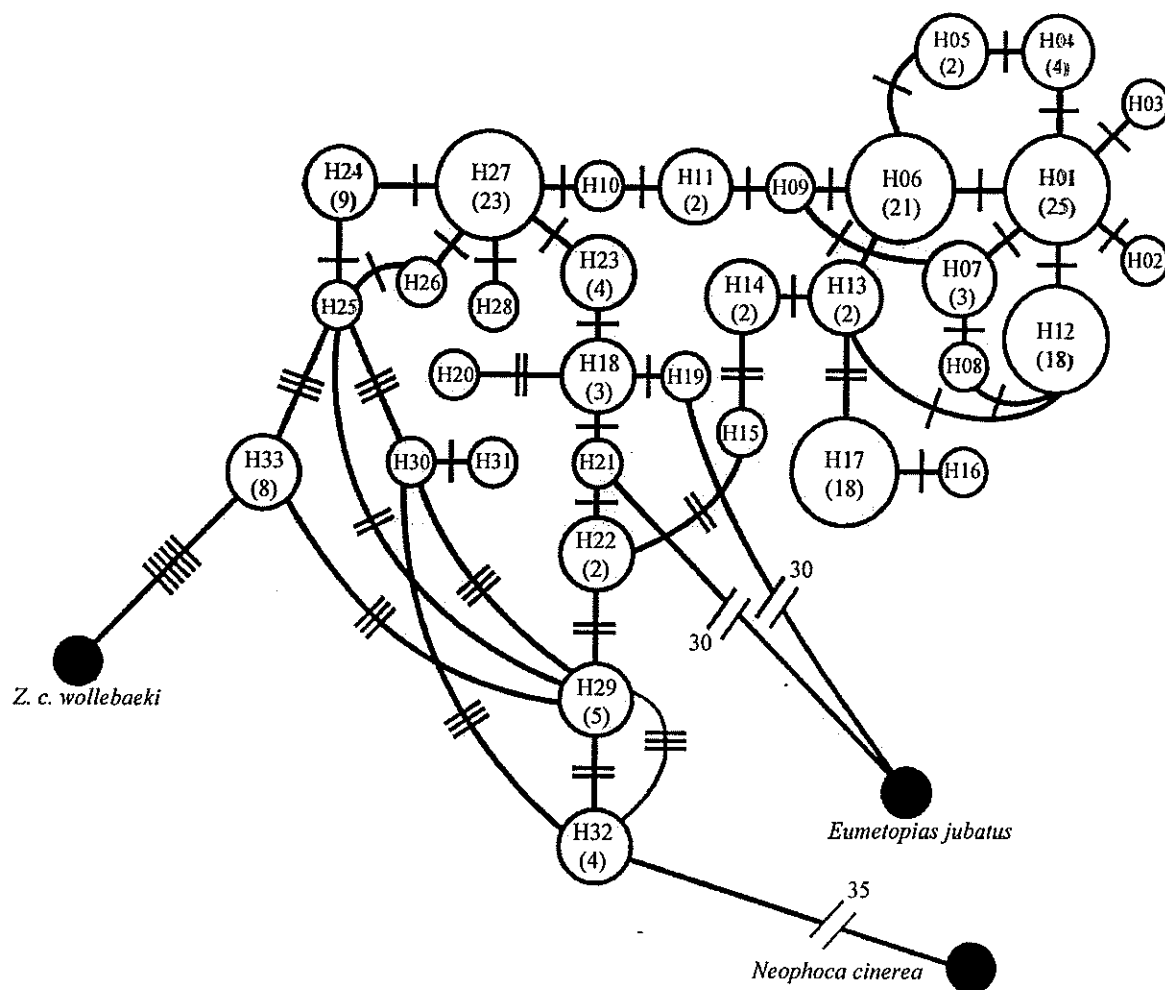 H05
(2)
H04
(4)
H03
H24
(9)
H27
(23)
H10
H11
(2)
H09
H06
(21)
H01
(25)
H02
H25
H26
H28
H23
(4)
H14
(2)
H13
(2)
H07
(3)
H12
(18)
H08
H20
H18
(3)
H19
H15
H33
(8)
H30
H31
H21
H17
(18)
H16
H22
(2)
30
30
Z. c. wollebaeki
H29
(5)
Eumetopias jubatus
H32
(4)
35
Neophoca cinerea